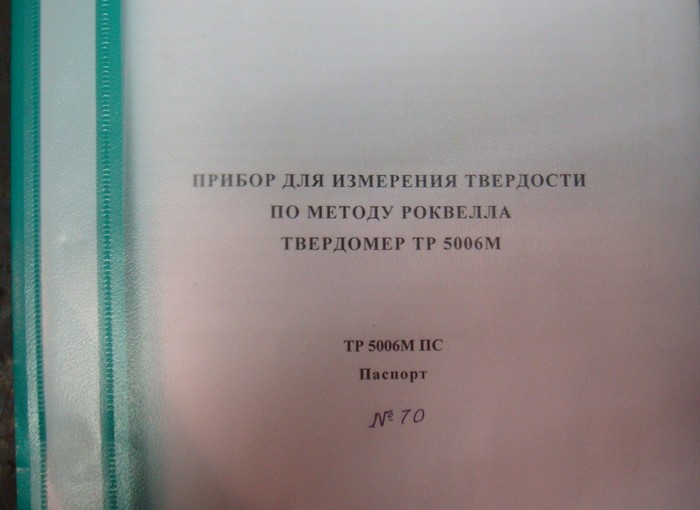 ПРИБОР ДЛЯ ИЗМЕРЕНИЯ ТВЕРДОСТИ
ПО МЕТОДУ РОКВЕЛЛА
ТВЕРДОМЕР ТР 5006М
ТР 5006М ПС
Паспорт
№ 70